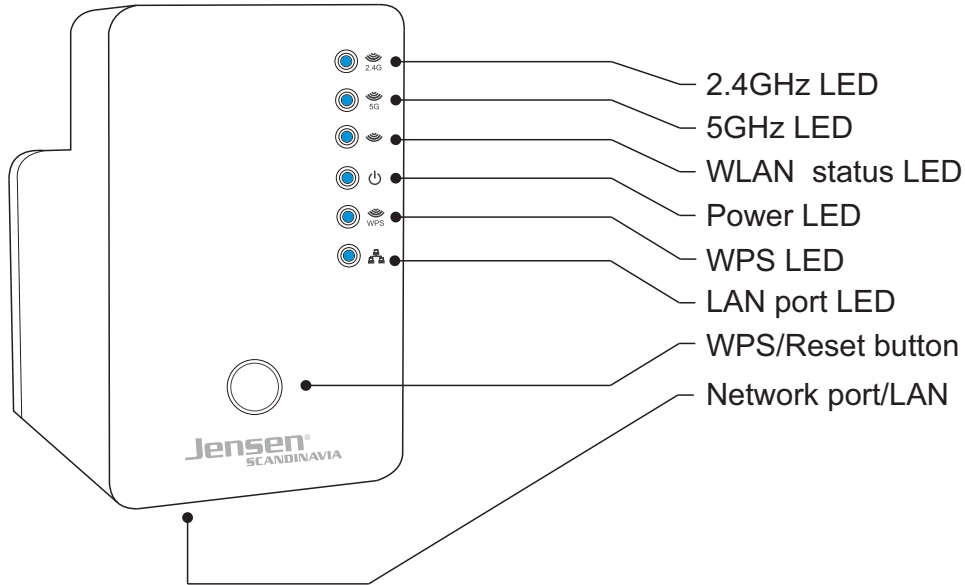 2.4G
5G
WPS
Jensen®
SCANDINAVIA
2.4GHz LED
5GHz LED
WLAN status LED
Power LED
WPS LED
LAN port LED
WPS/Reset button
Network port/LAN